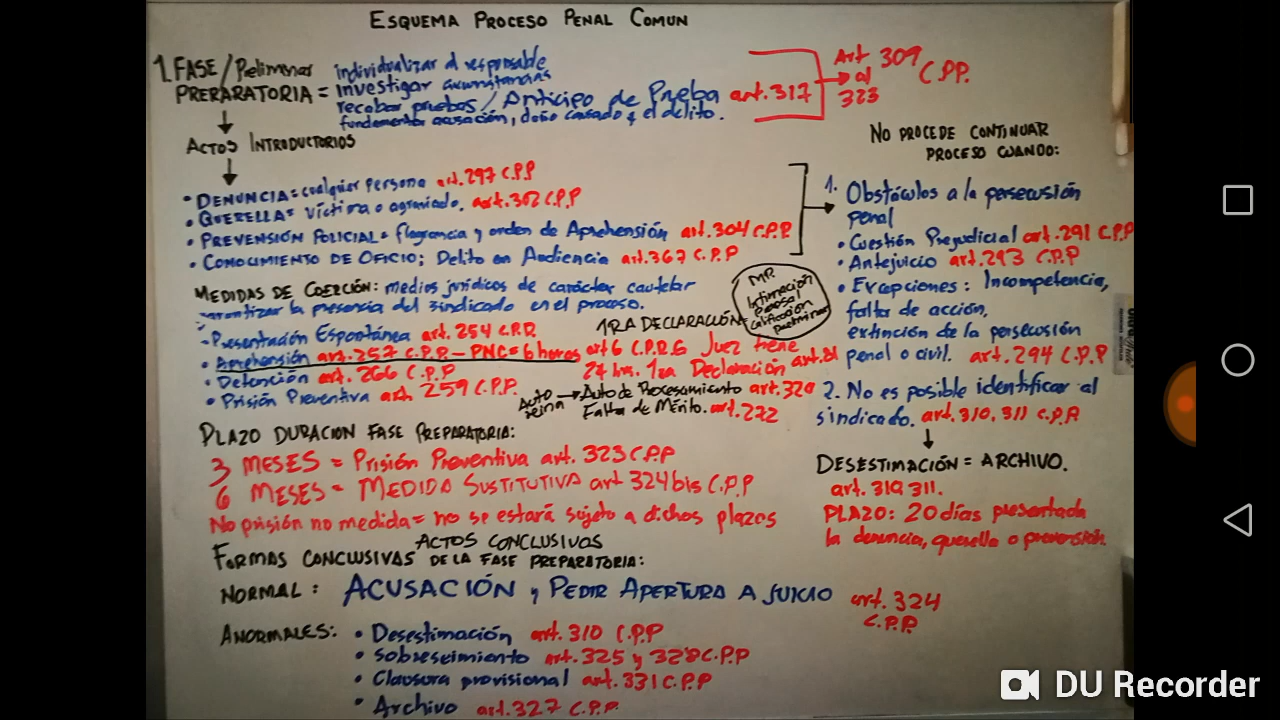 ESQUEMA PROCESO PENAL COMUN
1. FASE / Preliminar
PREPARATORIA =
individualizar al responsable
investigar circunstancias
recabar pruebas / Anticipo de Prueba art. 317
fundamentar acusación, daño causado y el delito.
Art 309
al
323
C.P.P.
ACTOS INTRODUCTORIOS
• DENUNCIA = cualquier persona art. 297 C.P.P
• QUERELLA = víctima o agraviado. art. 302 C.P.P
• PREVENSIÓN POLICIAL = flagrancia y orden de Aprehensión art. 304 C.P.P.
• CONOCIMIENTO DE OFICIO; Delito en Audiencia art. 367 C.P.P
MEDIDAS DE COERCIÓN: medios jurídicos de carácter cautelar
garantizar la presencia del sindicado en el proceso.
- Presentación Espontánea art. 254 C.P.P.
• Aprehensión art. 257 C.P.P. - PNC = 6 horas art 6 C.P.R.G Juez tiene
24 hrs. 1ra Declaración art. 81
• Detención art. 266 C.P.P
• Prisión Preventiva art. 259 C.P.P.
1RA DECLARACIÓN =
MP.
Intimación
Calificación
preliminar
Auto → Auto de Procesamiento art. 320
Falta de Mérito. art. 272
PLAZO DURACION FASE PREPARATORIA:
3 MESES = Prisión Preventiva art. 323 C.P.P
6 MESES = MEDIDA SUSTITUTIVA art 324 bis C.P.P
No prisión no medida = no se estará sujeto a dichos plazos
ACTOS CONCLUSIVOS
FORMAS CONCLUSIVAS DE LA FASE PREPARATORIA:
NORMAL: ACUSACIÓN y PEDIR APERTURA A JUICIO art. 324
C.P.P.
ANORMALES: • Desestimación art. 310 C.P.P
• Sobreseimiento art. 325 y 328 C.P.P
• Clausura provisional art. 331 C.P.P
• Archivo art. 327 C.P.P.
NO PROCEDE CONTINUAR
PROCESO CUANDO:
1. Obstáculos a la persecusión
penal
• Cuestión Prejudicial art. 291 C.P.P
• Antejuicio art. 293 C.P.P
• Excepciones: Incompetencia,
falta de acción,
extinción de la persecusión
penal o civil. art. 294 C.P.P
2. No es posible identificar al
sindicado. art. 310, 311 C.P.P
DESESTIMACIÓN = ARCHIVO.
art. 310 311.
PLAZO: 20 días presentada
la denuncia, querella o prevensión.
DU Recorder